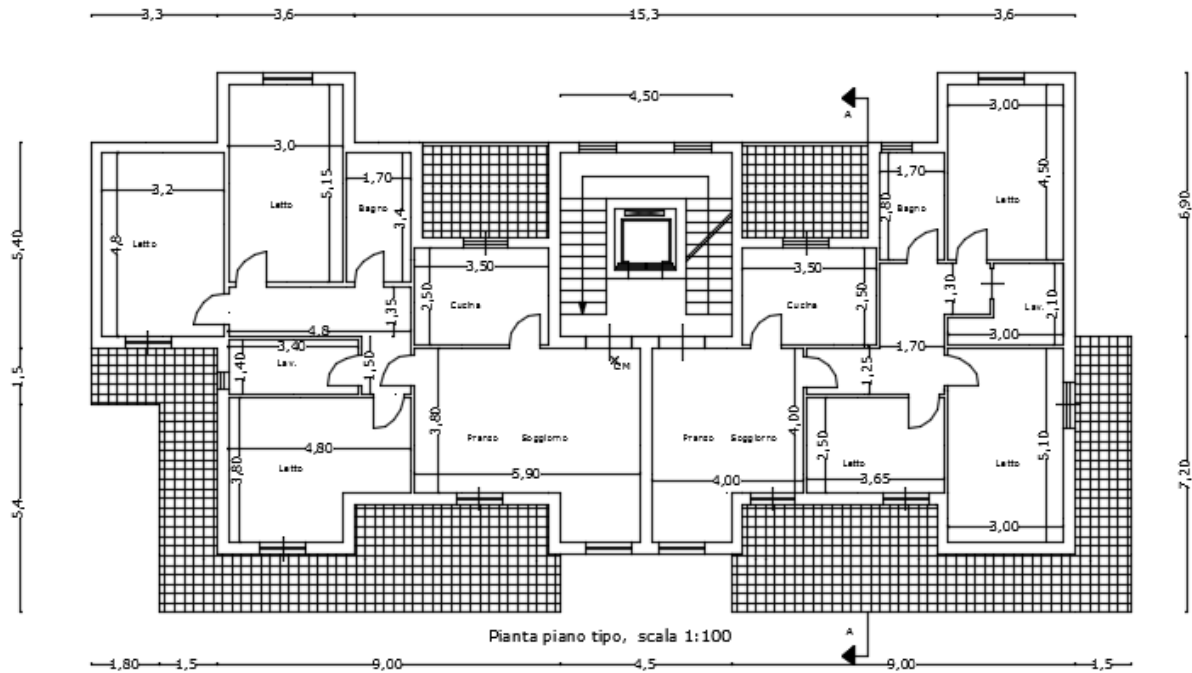 3,3 3,6 15,3 3,6
4,50
A
3,00
3,0
5,15
4,50
6,90
3,2
1,70
1,70
Bagno
3,4
2,80
Bagno
Letto
Letto
5,40
4,8
Letto
3,50
3,50
2,50
Cucina
Cucina
2,50
1,35
1,30
Lav.
2,10
4,8
3,00
3,40
1,70
1,5
1,40
Lav.
1,50
1,25
3,80
Pranzo Soggiorno
Pranzo Soggiorno
4,00
4,80
3,80
Letto
2,50
Letto
Letto
5,10
5,90
4,00
3,65
7,20
5,4
3,00
Pianta piano tipo, scala 1:100
A
1,80 1,5 9,00 4,5 9,00 1,5